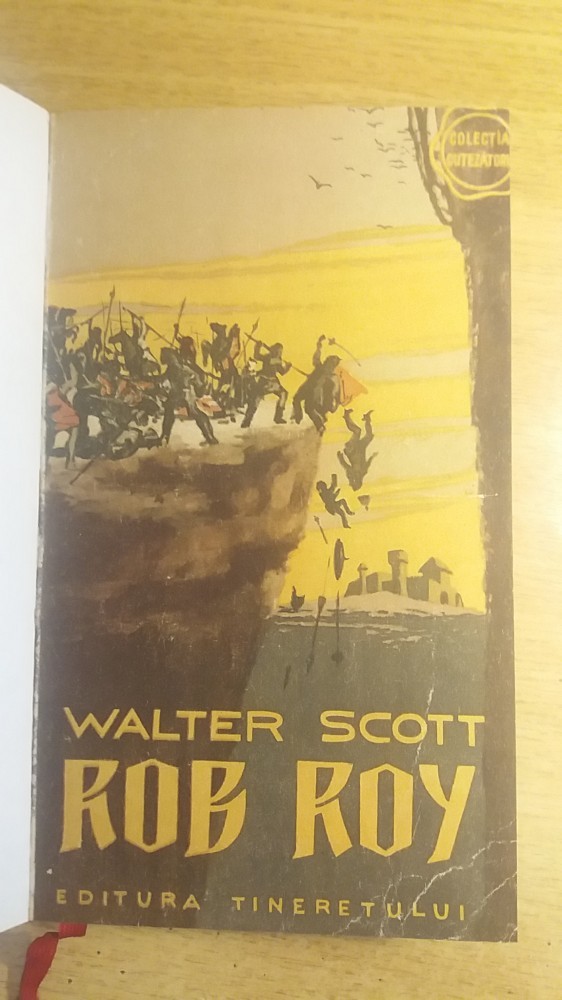 COLECȚIA
CUTEZĂTORII
WALTER SCOTT
ROB ROY
EDITURA TINERETULUI